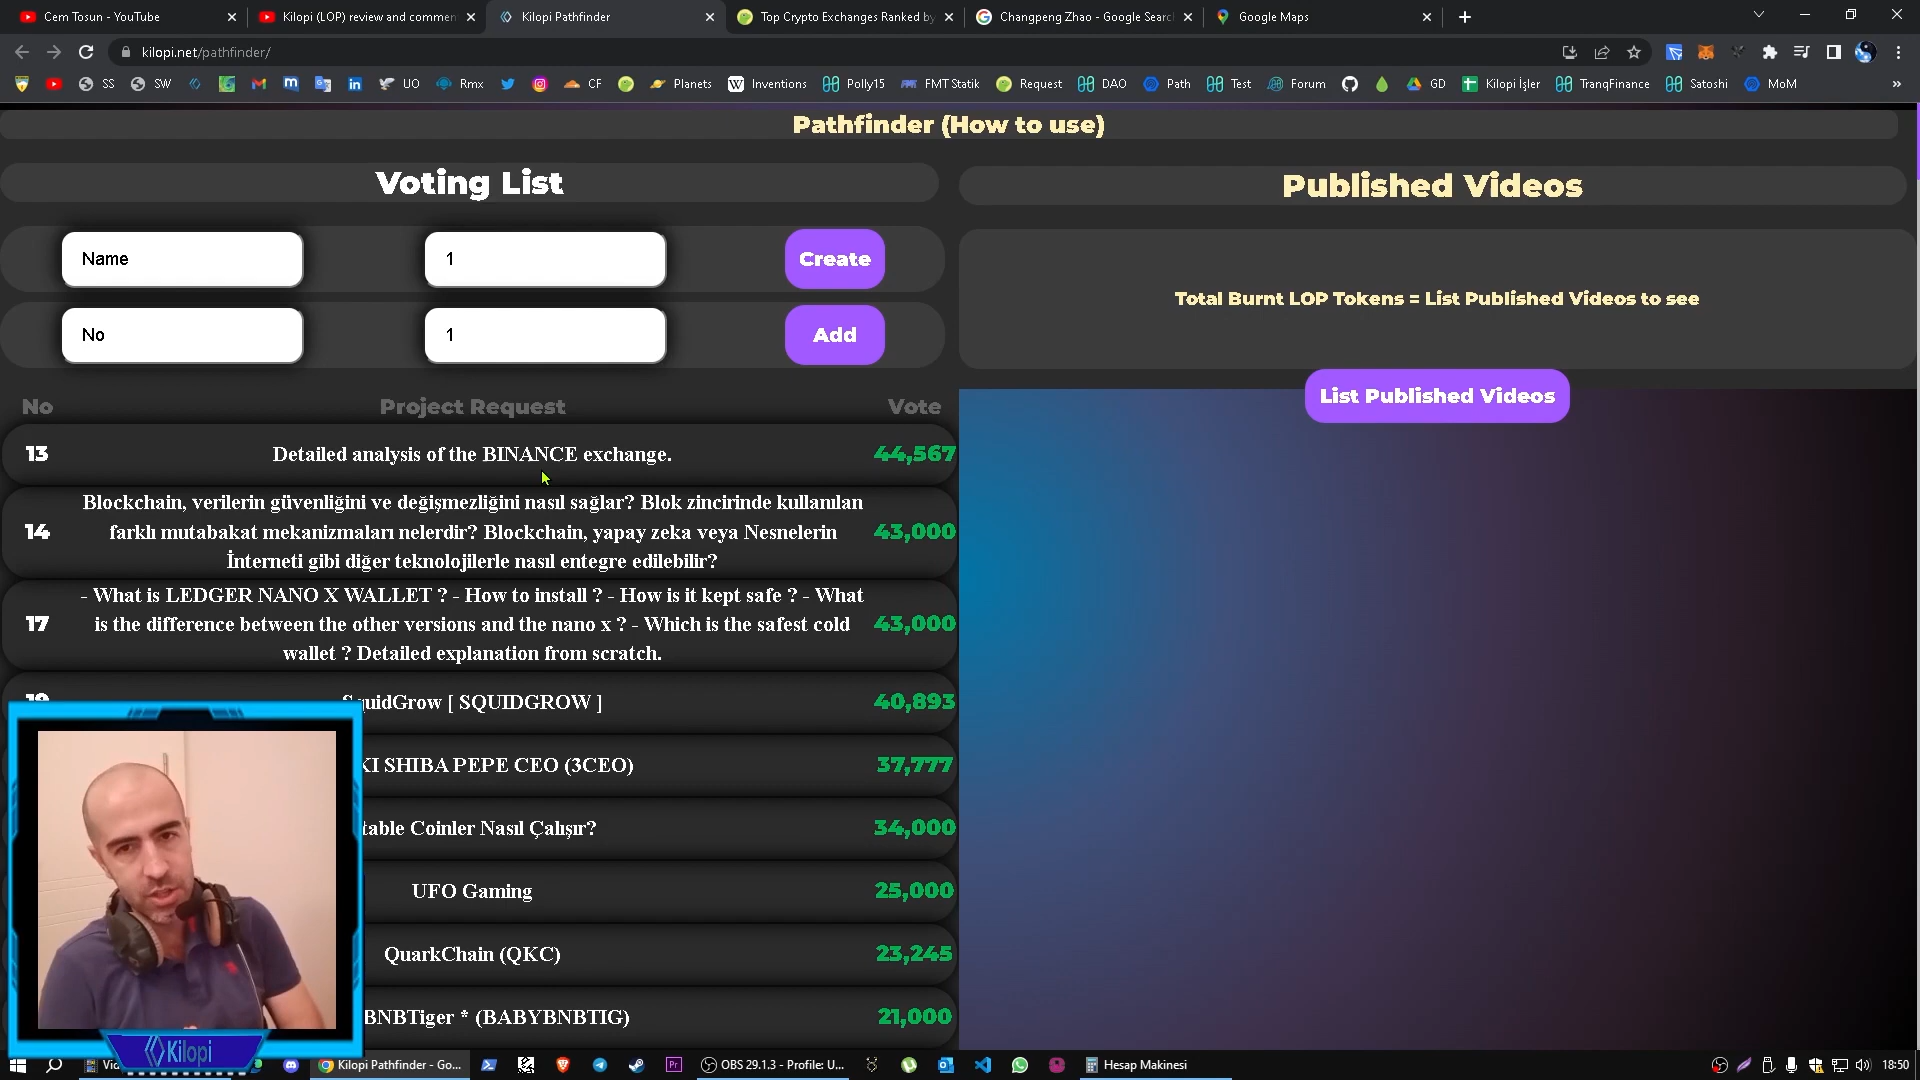 Cem Tosun - YouTube
Kilopi (LOP) review and commen
Kilopi Pathfinder
Top Crypto Exchanges Ranked by
Changpeng Zhao - Google Searc
Google Maps
kilopi.net/pathfinder/
SS
SW
UO
Rmx
CF
Planets
Inventions
Polly15
FMT Statik
Request
DAO
Path
Test
Forum
GD
Kilopi İşler
TranqFinance
Satoshi
MoM
Pathfinder (How to use)
Voting List
Published Videos
Name
1
Create
No
1
Add
Total Burnt LOP Tokens = List Published Videos to see
List Published Videos
No Project Request Vote
13 Detailed analysis of the BINANCE exchange. 44,567
Blockchain, verilerin güvenliğini ve değişmezliğini nasıl sağlar? Blok zincirinde kullanılan
14 farklı mutabakat mekanizmaları nelerdir? Blockchain, yapay zeka veya Nesnelerin 43,000
İnterneti gibi diğer teknolojilerle nasıl entegre edilebilir?
- What is LEDGER NANO X WALLET ? - How to install ? - How is it kept safe ? - What
17 is the difference between the other versions and the nano x ? - Which is the safest cold 43,000
wallet ? Detailed explanation from scratch.
SquidGrow [ SQUIDGROW ] 40,893
KI SHIBA PEPE CEO (3CEO) 37,777
table Coinler Nasıl Çalışır? 34,000
UFO Gaming 25,000
QuarkChain (QKC) 23,245
BNBTiger * (BABYBNBTIG) 21,000
Kilopi
Kilopi Pathfinder - Go...
OBS 29.1.3 - Profile: U...
Hesap Makinesi
18:50